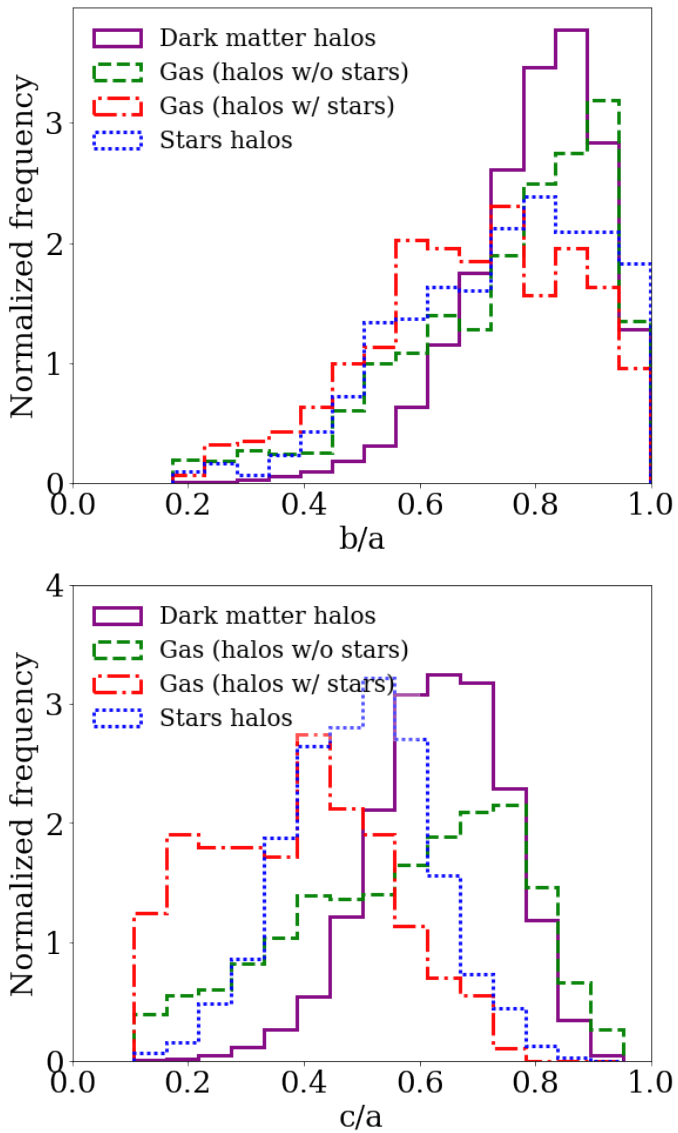 Normalized frequency
Dark matter halos
Gas (halos w/o stars)
Gas (halos w/ stars)
Stars halos
3
2
1
0
0.0 0.2 0.4 0.6 0.8 1.0
b/a
Normalized frequency
Dark matter halos
Gas (halos w/o stars)
Gas (halos w/ stars)
Stars halos
4
3
2
1
0
0.0 0.2 0.4 0.6 0.8 1.0
c/a